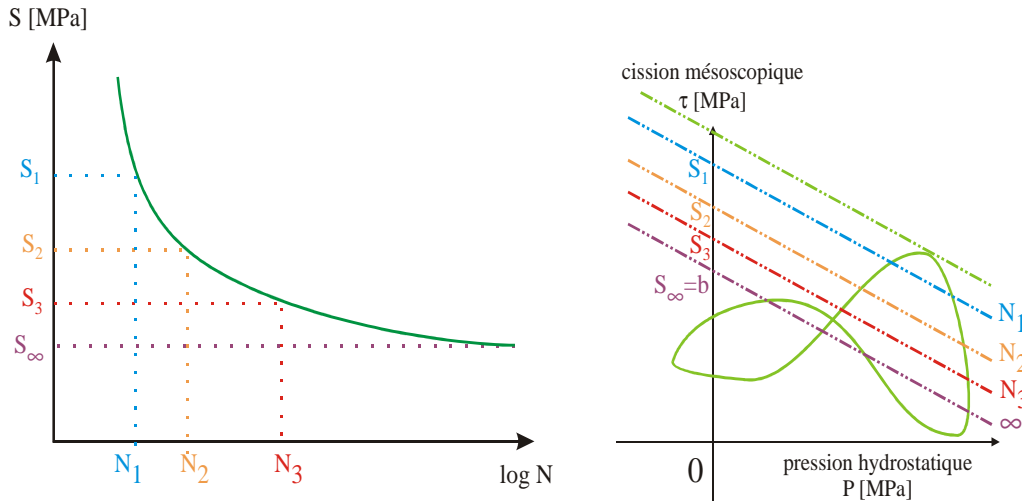 S [MPa]
S₁
S₂
S₃
S∞
N₁
N₂
N₃
log N
cission mésoscopique
τ [MPa]
S₁
S₂
S₃
S∞=b
N₁
N₂
N₃
∞
0
pression hydrostatique
P [MPa]